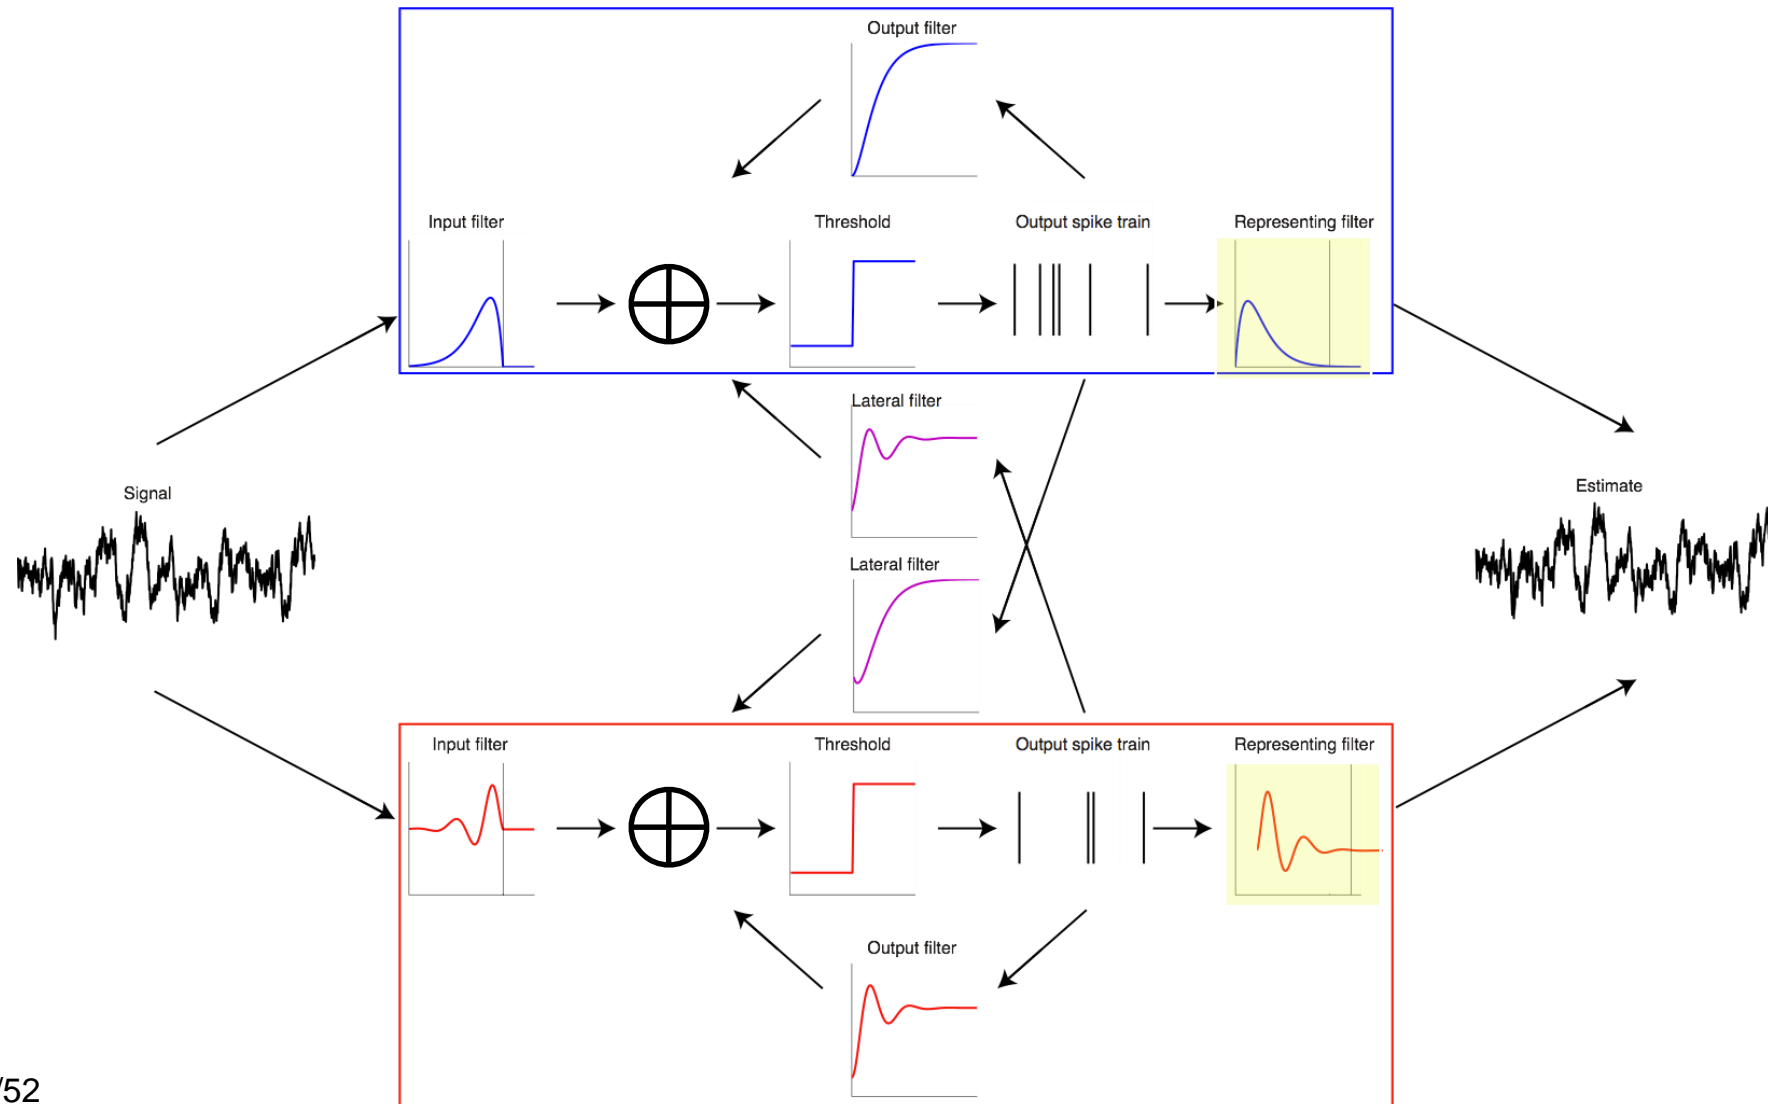 Output filter
Input filter
Threshold
Output spike train
Representing filter
Lateral filter
Signal
Estimate
Lateral filter
Input filter
Threshold
Output spike train
Representing filter
Output filter
/52